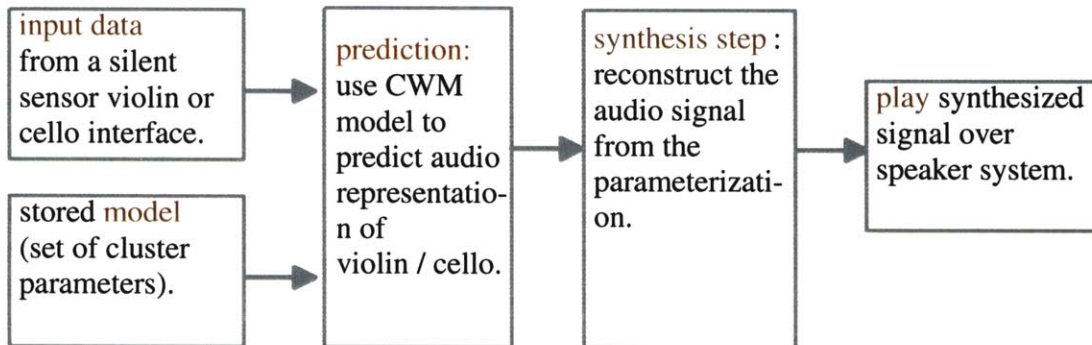 input data
from a silent
sensor violin or
cello interface.
stored model
(set of cluster
parameters).
prediction:
use CWM
model to
predict audio
representatio-
n of
violin / cello.
synthesis step :
reconstruct the
audio signal
from the
parameterizati-
on.
play synthesized
signal over
speaker system.